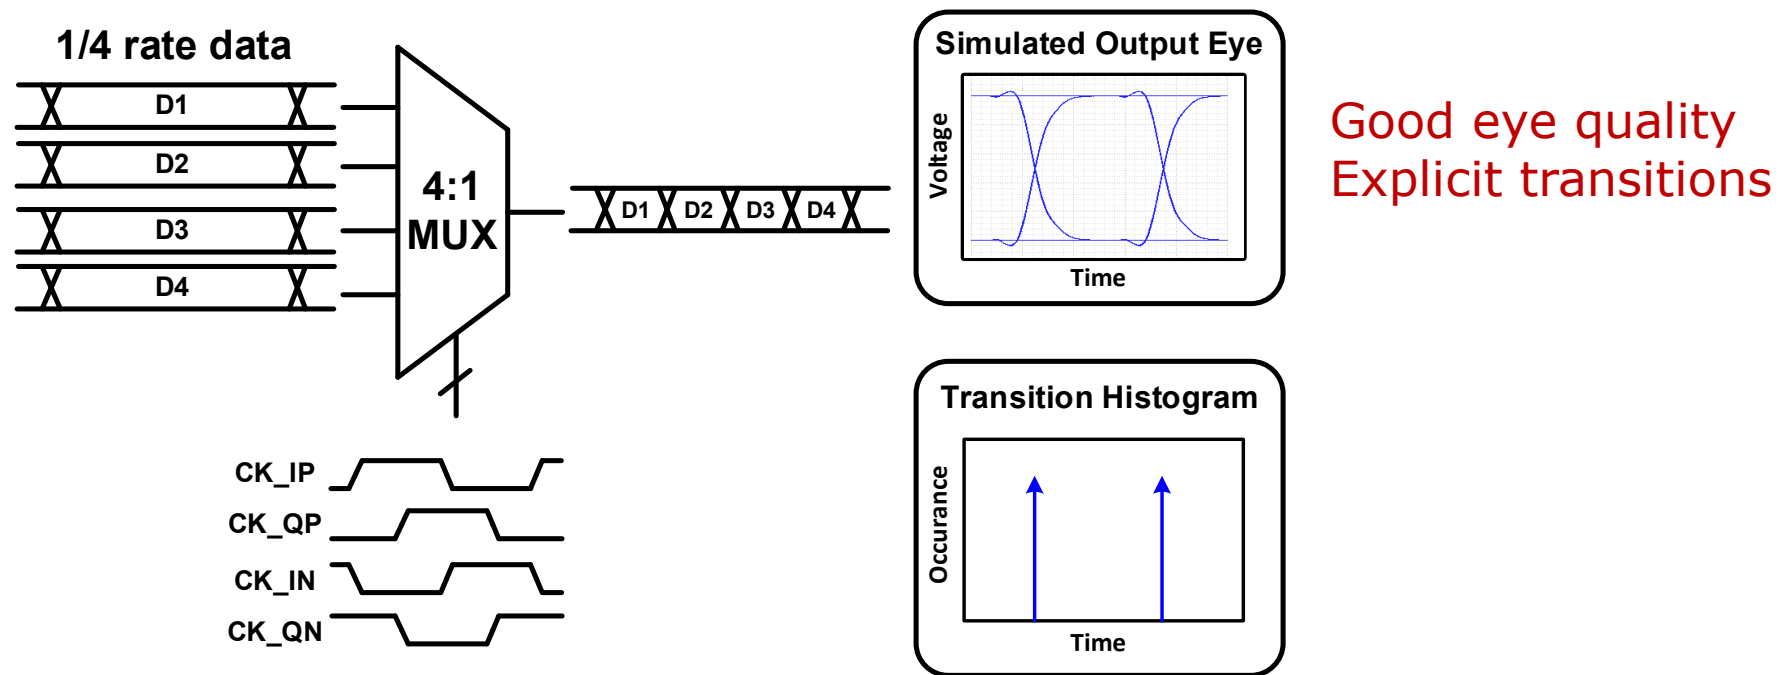 1/4 rate data
D1
D2
D3
D4
4:1
MUX
D1 D2 D3 D4
CK_IP
CK_QP
CK_IN
CK_QN
Simulated Output Eye
Voltage
Time
Transition Histogram
Occurance
Time
Good eye quality
Explicit transitions